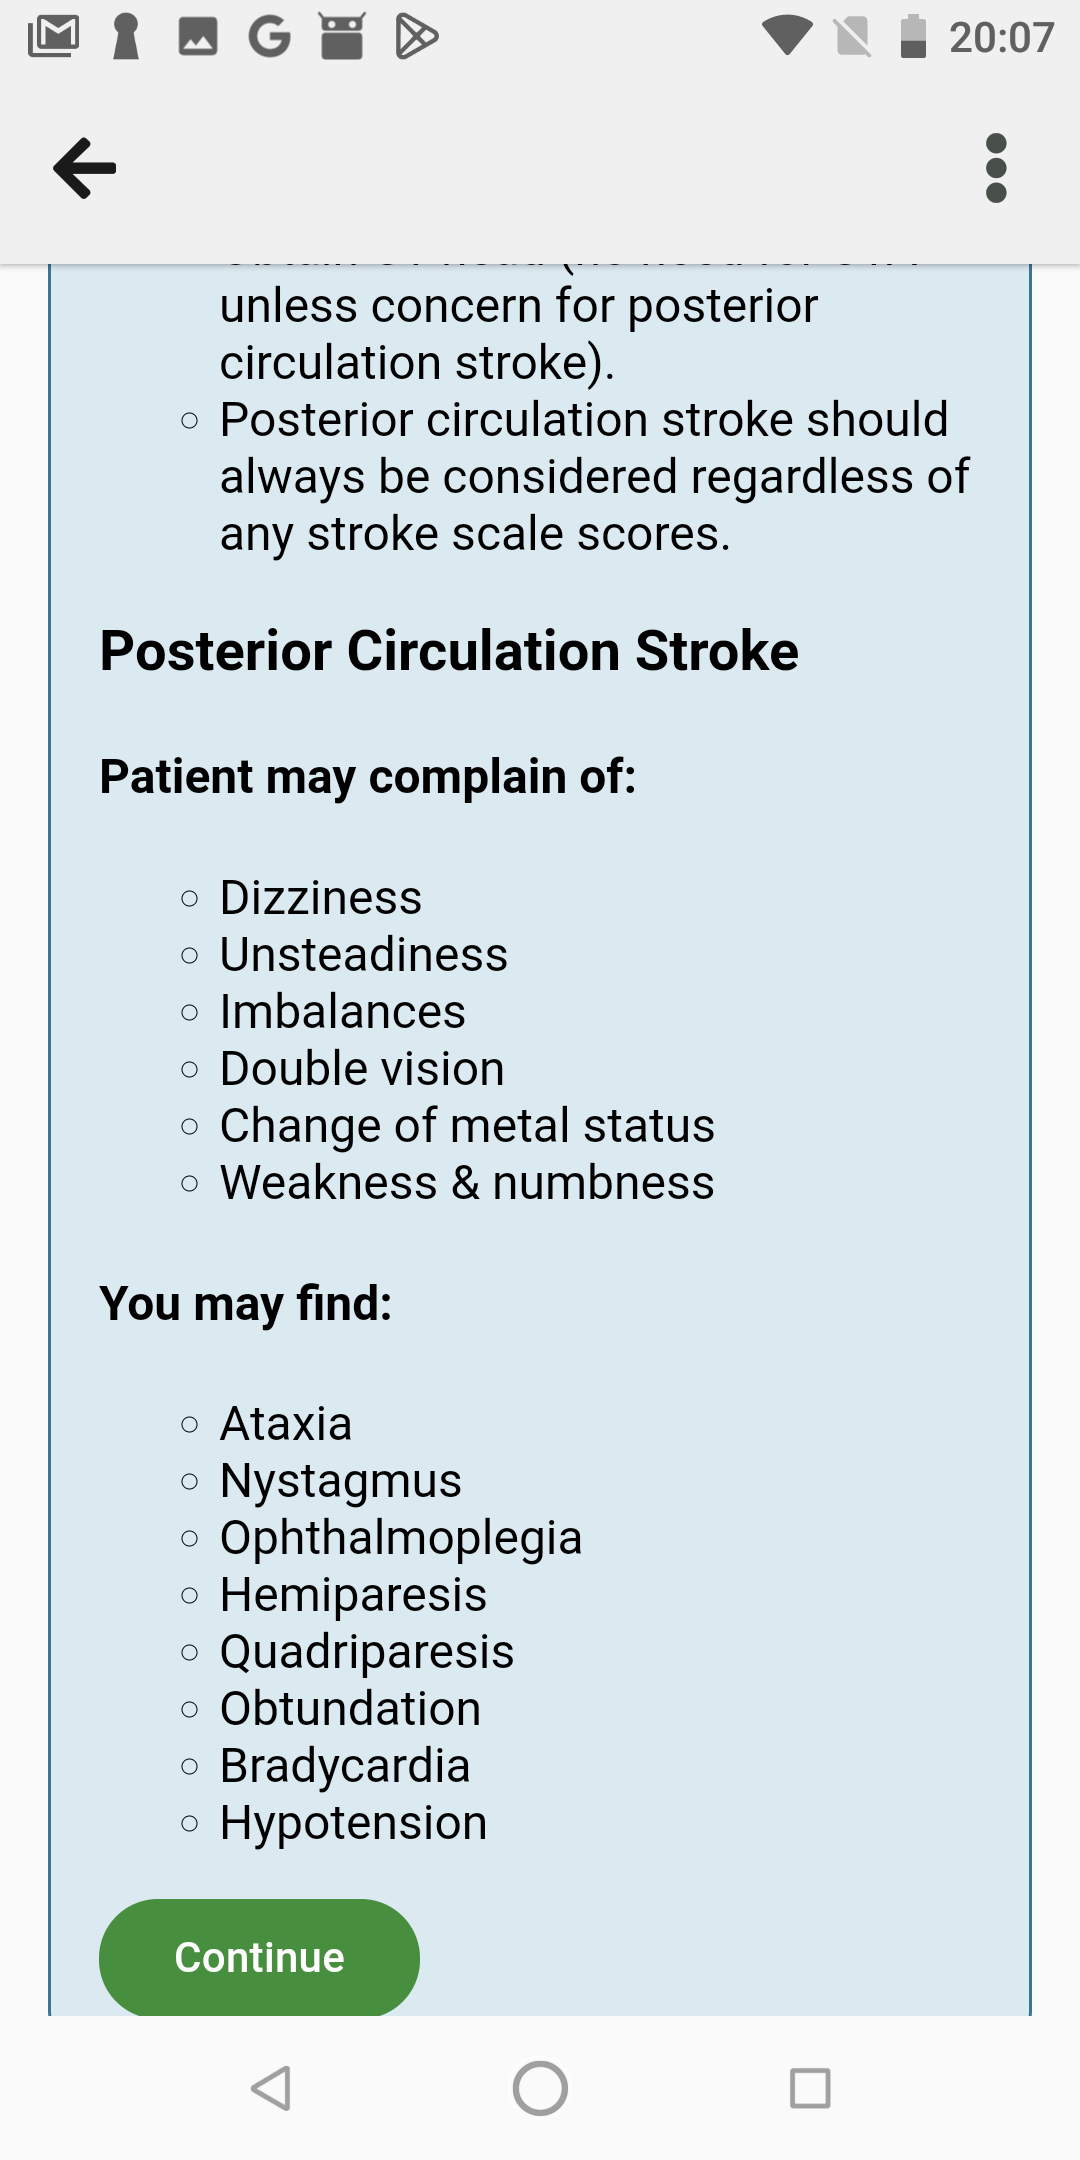 20:07
unless concern for posterior
circulation stroke).
Posterior circulation stroke should
always be considered regardless of
any stroke scale scores.
Posterior Circulation Stroke
Patient may complain of:
Dizziness
Unsteadiness
Imbalances
Double vision
Change of metal status
Weakness & numbness
You may find:
Ataxia
Nystagmus
Ophthalmoplegia
Hemiparesis
Quadriparesis
Obtundation
Bradycardia
Hypotension
Continue